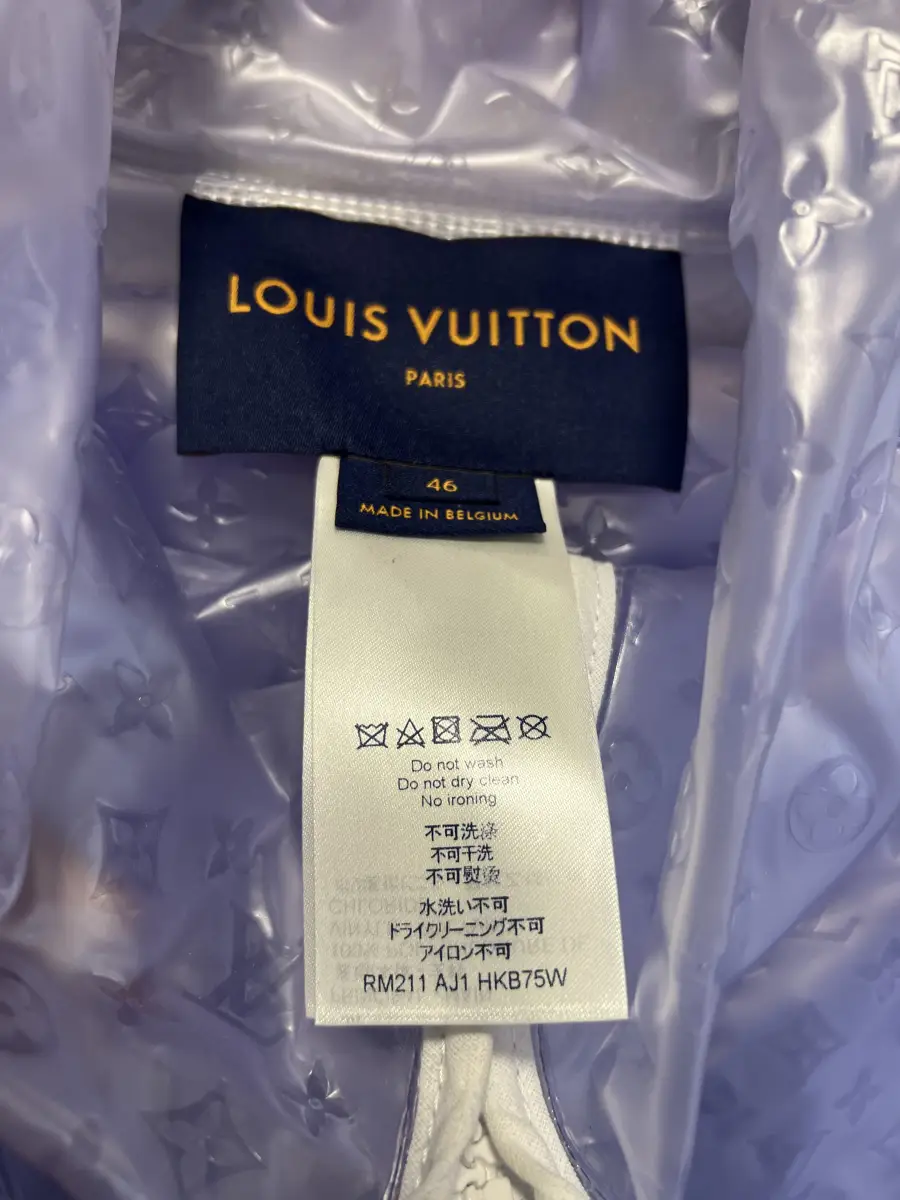 LOUIS VUITTON
PARIS
46
MADE IN BELGIUM
Do not wash
Do not dry clean
No ironing
不可洗涤
不可干洗
不可熨烫
水洗い不可
ドライクリーニング不可
アイロン不可
RM211 AJ1 HKB75W